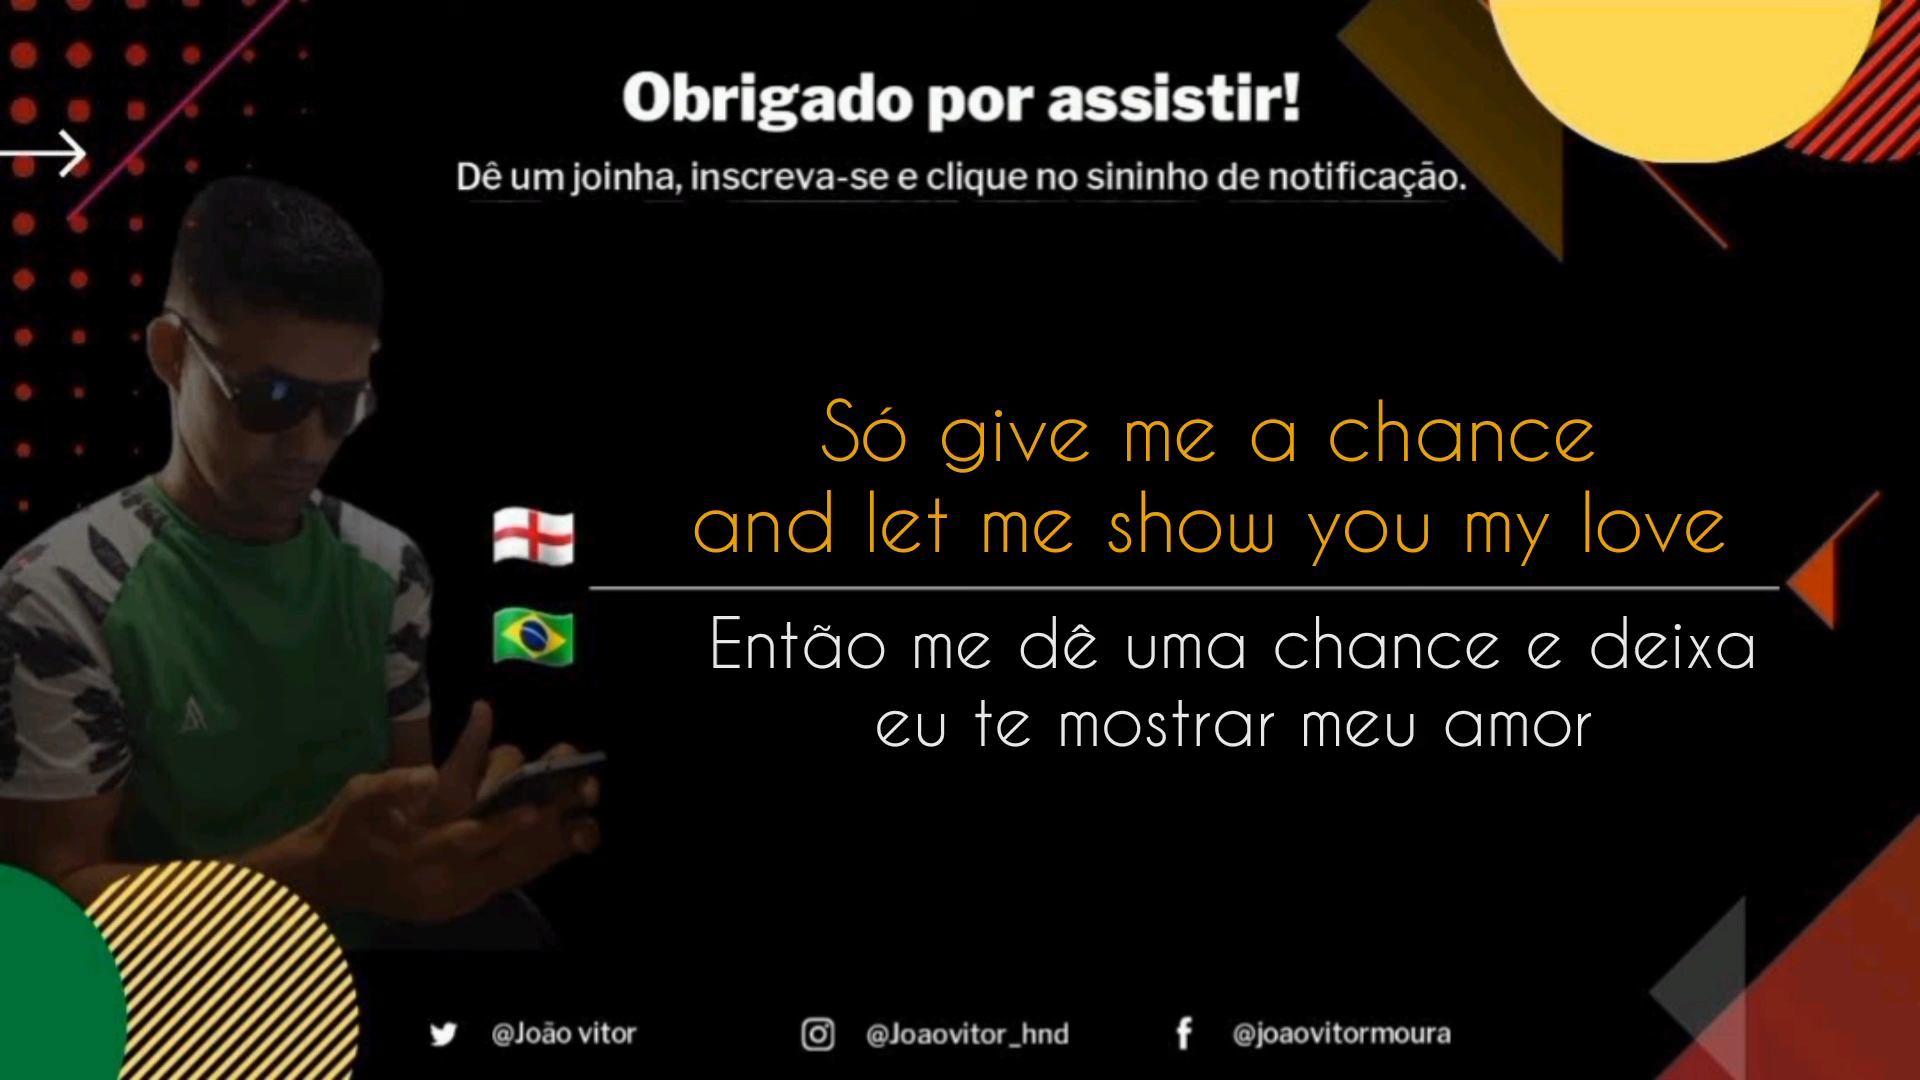 Obrigado por assistir!
Dê um joinha, inscreva-se e clique no sininho de notificação.
Só give me a chance
and let me show you my love
Então me dê uma chance e deixa
eu te mostrar meu amor
@João vitor
@Joaovitor_hnd
@joaovitormoura